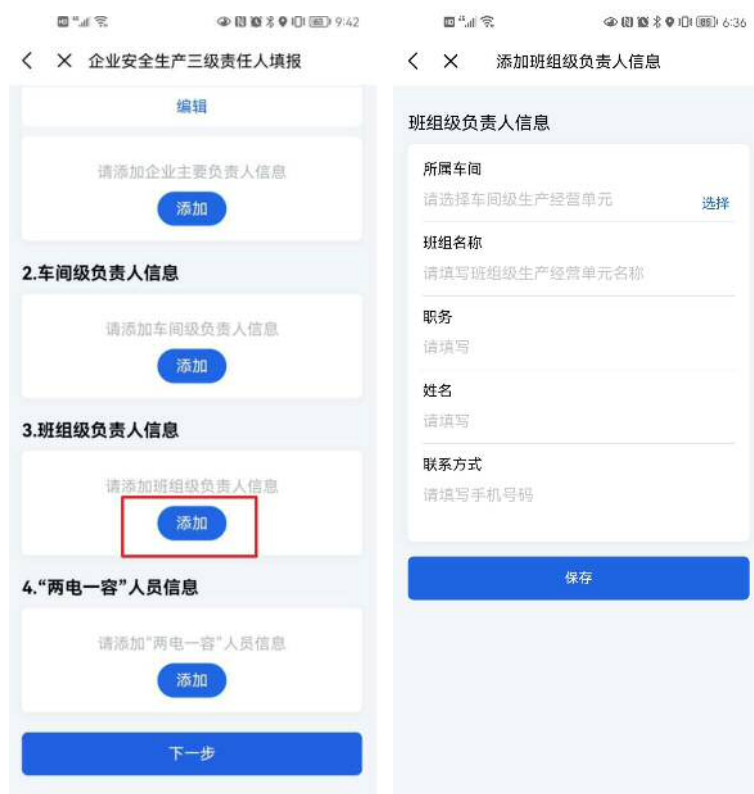 9:42
企业安全生产三级责任人填报
编辑
请添加企业主要负责人信息
添加
2.车间级负责人信息
请添加车间级负责人信息
添加
3.班组级负责人信息
请添加班组级负责人信息
添加
4.“两电一容”人员信息
请添加“两电一容”人员信息
添加
下一步
6:36
添加班组级负责人信息
班组级负责人信息
所属车间
请选择车间级生产经营单元
选择
班组名称
请填写班组级生产经营单元名称
职务
请填写
姓名
请填写
联系方式
请填写手机号码
保存